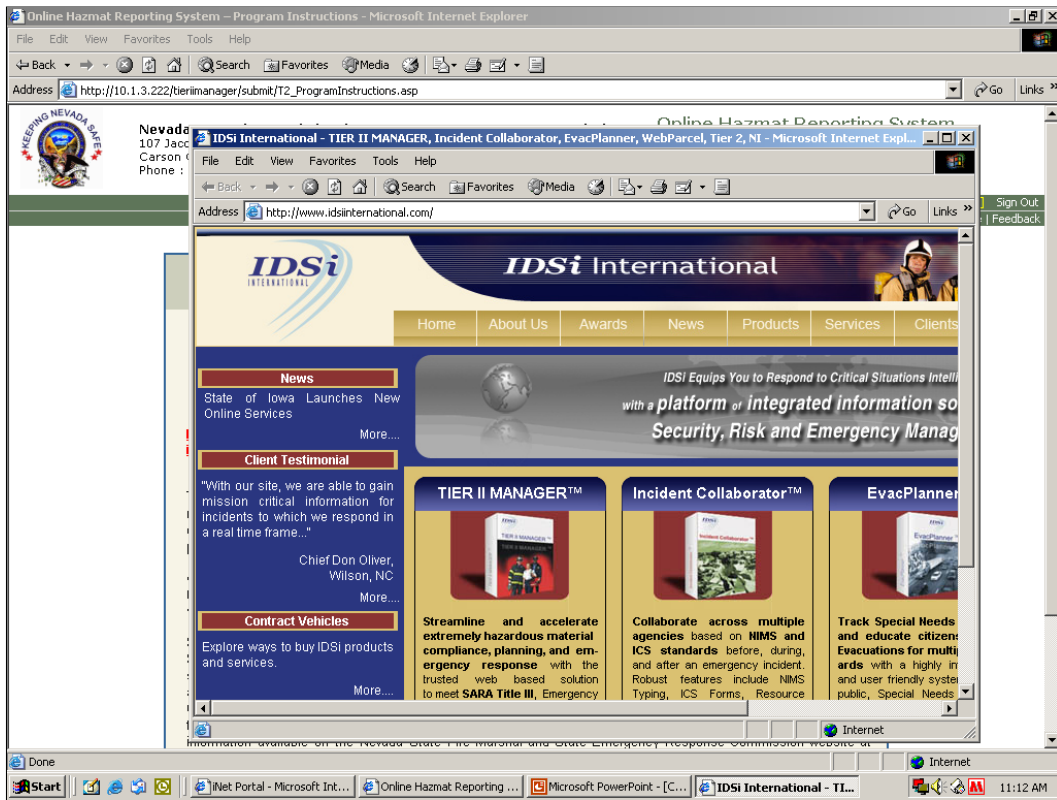 Online Hazmat Reporting System – Program Instructions - Microsoft Internet Explorer
File Edit View Favorites Tools Help
Back Search Favorites Media
Address http://10.1.3.222/tieriimanager/submit/T2_ProgramInstructions.asp Go Links »
KEEPING NEVADA SAFE
Nevada
Online Hazmat Reporting System
107 Jac
Carson
Phone :
Sign Out
| Feedback
IDSi International - TIER II MANAGER, Incident Collaborator, EvacPlanner, WebParcel, Tier 2, NI - Microsoft Internet Expl...
File Edit View Favorites Tools Help
Back Search Favorites Media
Address http://www.idsiinternational.com/ Go Links »
IDSi
INTERNATIONAL
IDSi International
Home About Us Awards News Products Services Clients
News
State of Iowa Launches New
Online Services
More....
Client Testimonial
"With our site, we are able to gain
mission critical information for
incidents to which we respond in
a real time frame..."
Chief Don Oliver,
Wilson, NC
More....
Contract Vehicles
Explore ways to buy IDSi products
and services.
More....
IDSi Equips You to Respond to Critical Situations Intelli
with a platform of integrated information so
Security, Risk and Emergency Manag
TIER II MANAGER™
TIER II MANAGER
Streamline and accelerate
extremely hazardous material
compliance, planning, and em-
ergency response with the
trusted web based solution
to meet SARA Title III, Emergency
Incident Collaborator™
Incident Collaborator
Collaborate across multiple
agencies based on NIMS and
ICS standards before, during,
and after an emergency incident.
Robust features include NIMS
Typing, ICS Forms, Resource
EvacPlanner
EvacPlanner
Track Special Needs
and educate citizen
Evacuations for multi
ards with a highly in
and user friendly syste
public, Special Needs
Internet
information available on the Nevada State Fire Marshal and State Emergency Response Commission website at
Done Internet
Start iNet Portal - Microsoft Int... Online Hazmat Reporting ... Microsoft PowerPoint - [C... IDSi International - TI... 11:12 AM